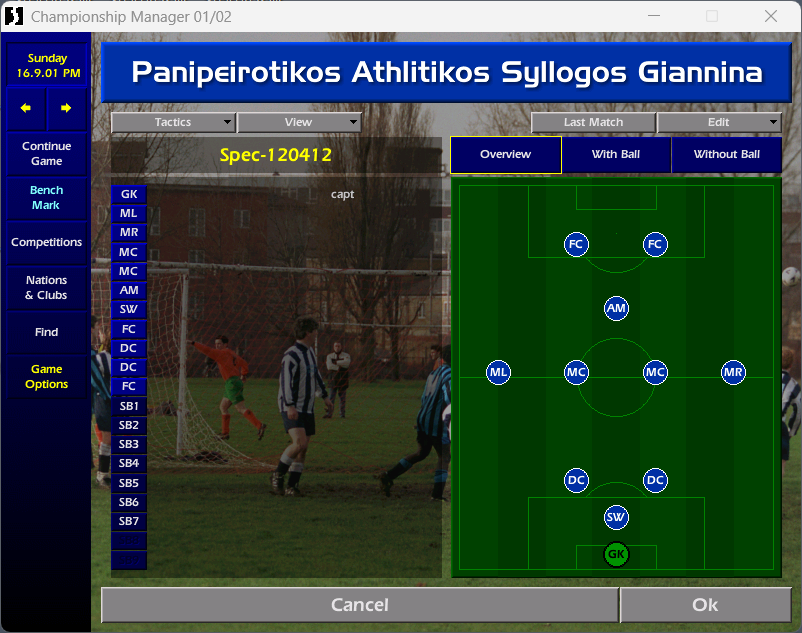 Championship Manager 01/02
Sunday
16.9.01 PM
Continue
Game
Bench
Mark
Competitions
Nations
& Clubs
Find
Game
Options
Panipeirotikos Athlitikos Syllogos Giannina
Tactics
View
Last Match
Edit
Spec-120412
Overview
With Ball
Without Ball
GK capt
ML
MR
MC
MC
AM
SW
FC
DC
DC
FC
SB1
SB2
SB3
SB4
SB5
SB6
SB7
FC FC
AM
ML MC MC MR
DC DC
SW
GK
Cancel
Ok